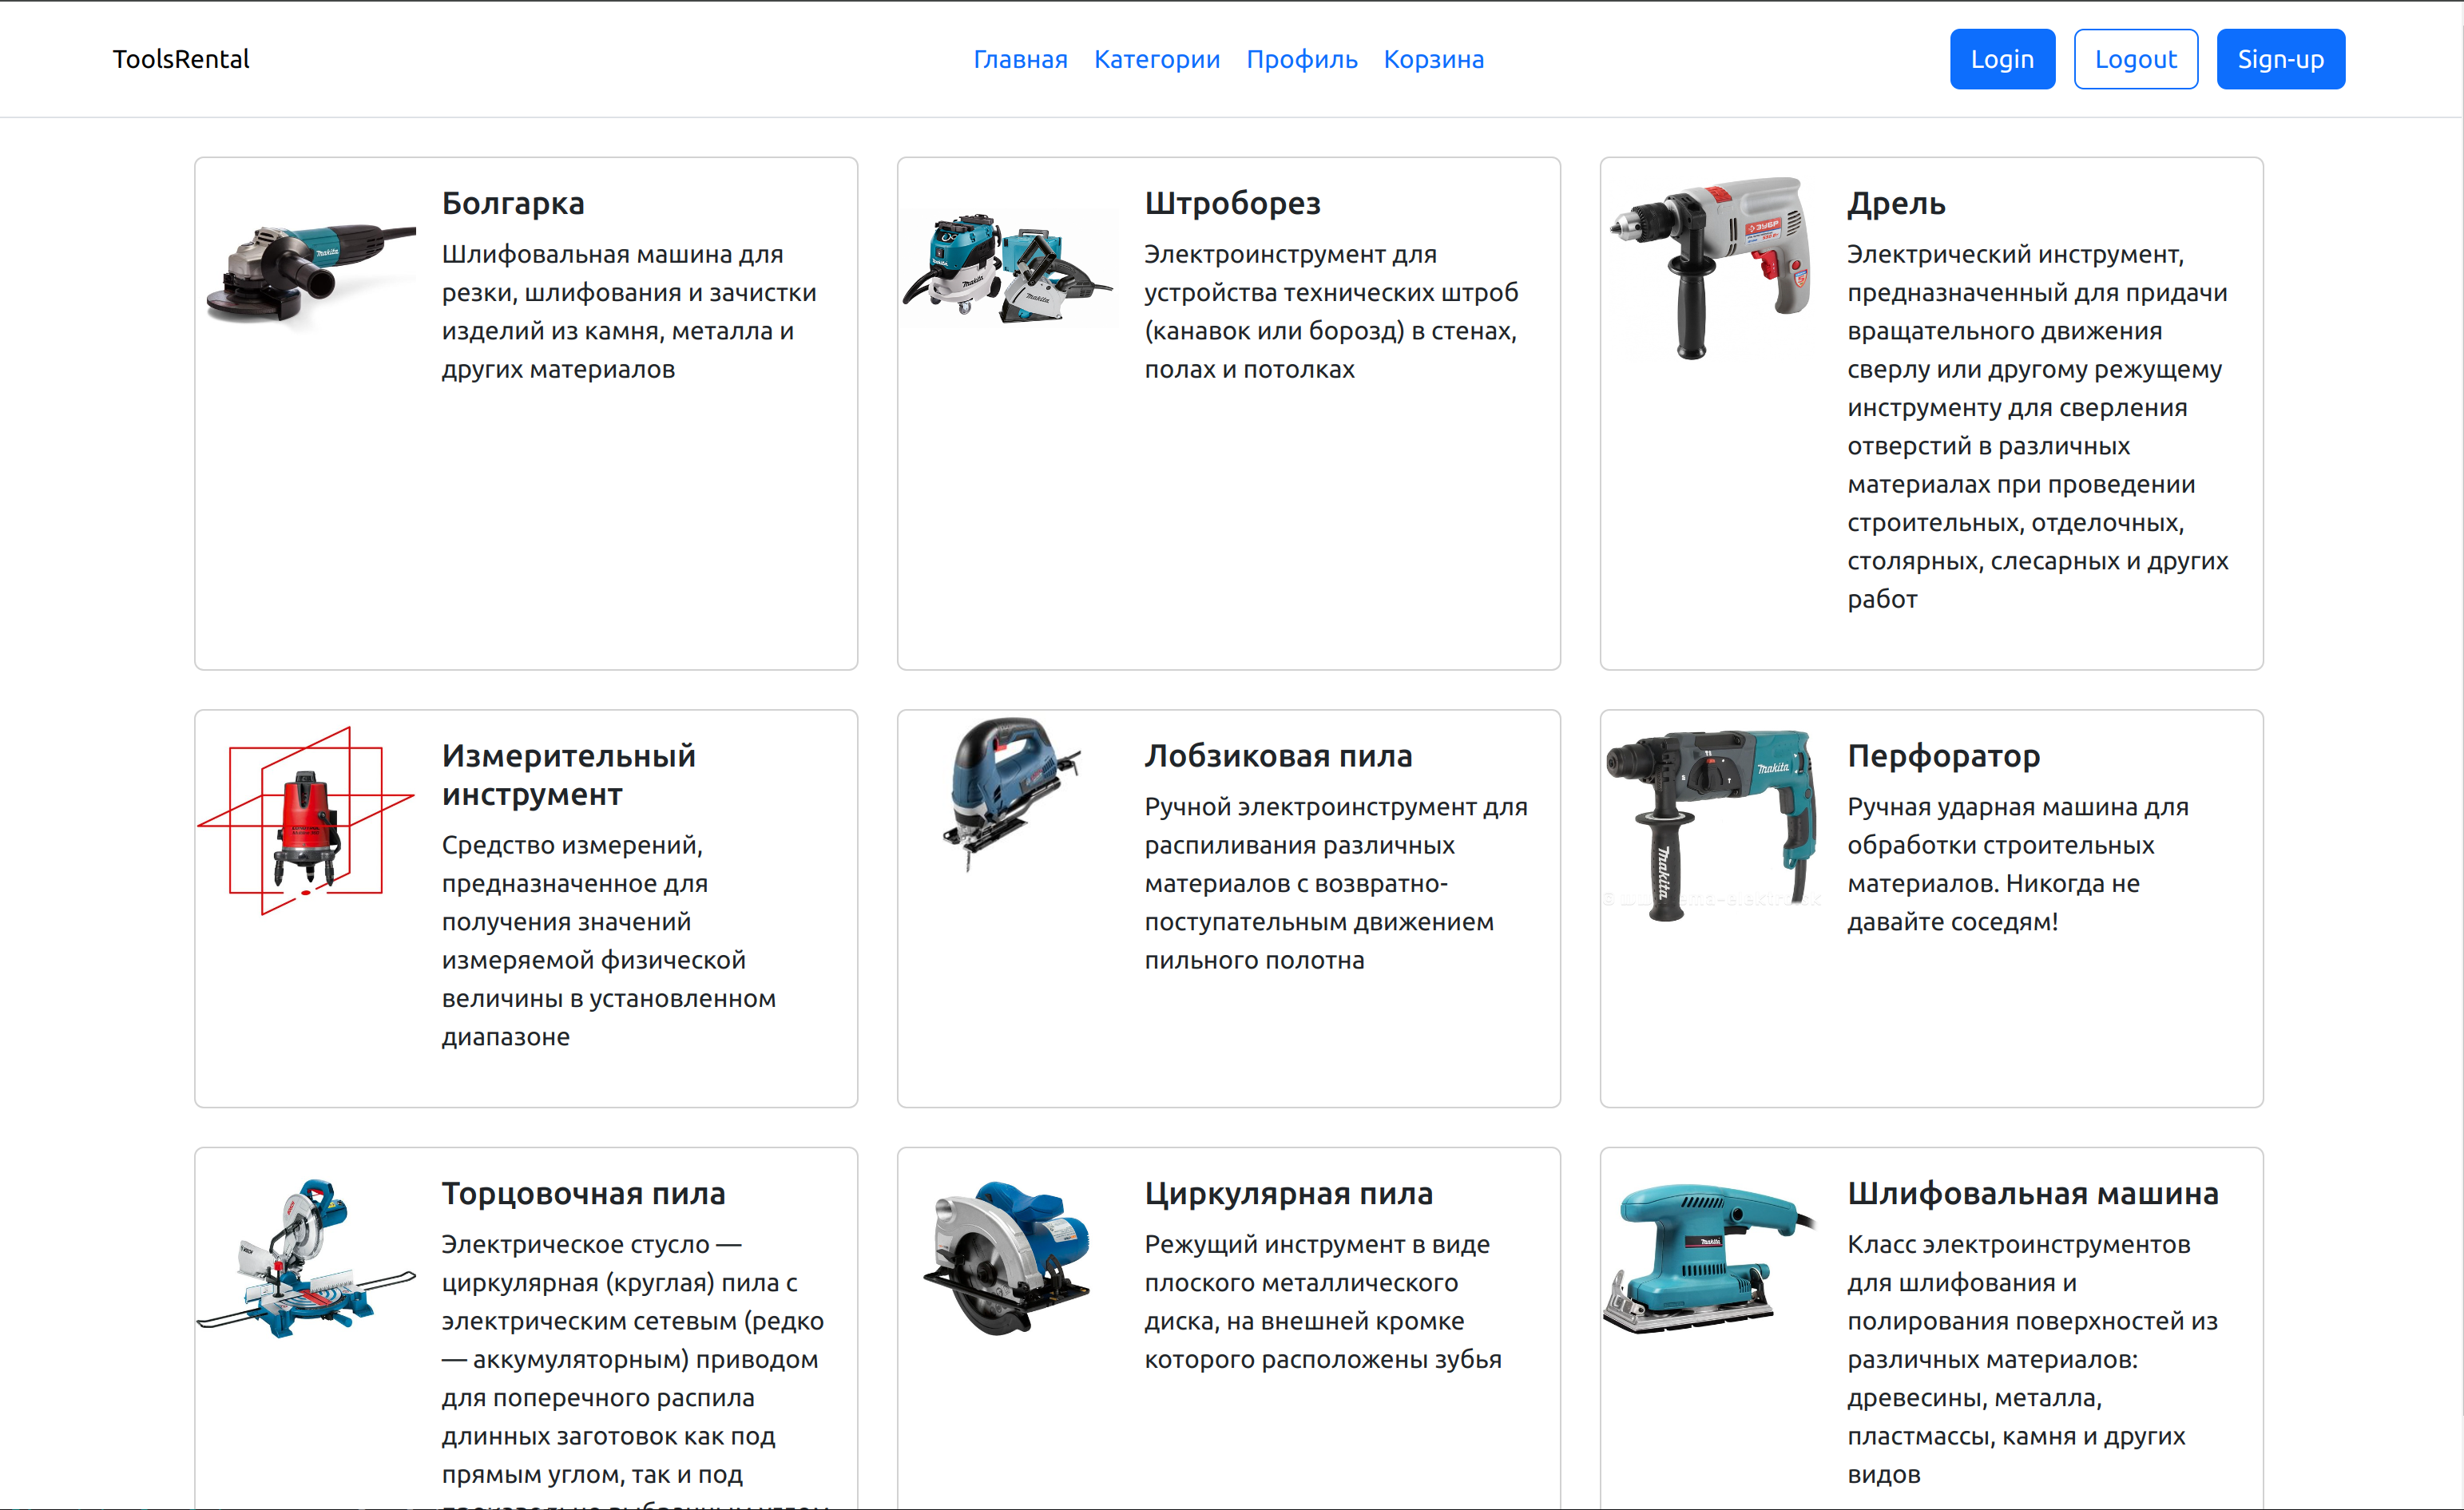 ToolsRental
Главная Категории Профиль Корзина
Login Logout Sign-up
Болгарка
Шлифовальная машина для
резки, шлифования и зачистки
изделий из камня, металла и
других материалов
Штроборез
Электроинструмент для
устройства технических штроб
(канавок или борозд) в стенах,
полах и потолках
ЗУБР
Дрель
Электрический инструмент,
предназначенный для придачи
вращательного движения
сверлу или другому режущему
инструменту для сверления
отверстий в различных
материалах при проведении
строительных, отделочных,
столярных, слесарных и других
работ
Измерительный
инструмент
Средство измерений,
предназначенное для
получения значений
измеряемой физической
величины в установленном
диапазоне
Лобзиковая пила
Ручной электроинструмент для
распиливания различных
материалов с возвратно-
поступательным движением
пильного полотна
makita
makita
Перфоратор
Ручная ударная машина для
обработки строительных
материалов. Никогда не
давайте соседям!
Торцовочная пила
Электрическое стусло —
циркулярная (круглая) пила с
электрическим сетевым (редко
— аккумуляторным) приводом
для поперечного распила
длинных заготовок как под
прямым углом, так и под
Циркулярная пила
Режущий инструмент в виде
плоского металлического
диска, на внешней кромке
которого расположены зубья
makita
Шлифовальная машина
Класс электроинструментов
для шлифования и
полирования поверхностей из
различных материалов:
древесины, металла,
пластмассы, камня и других
видов